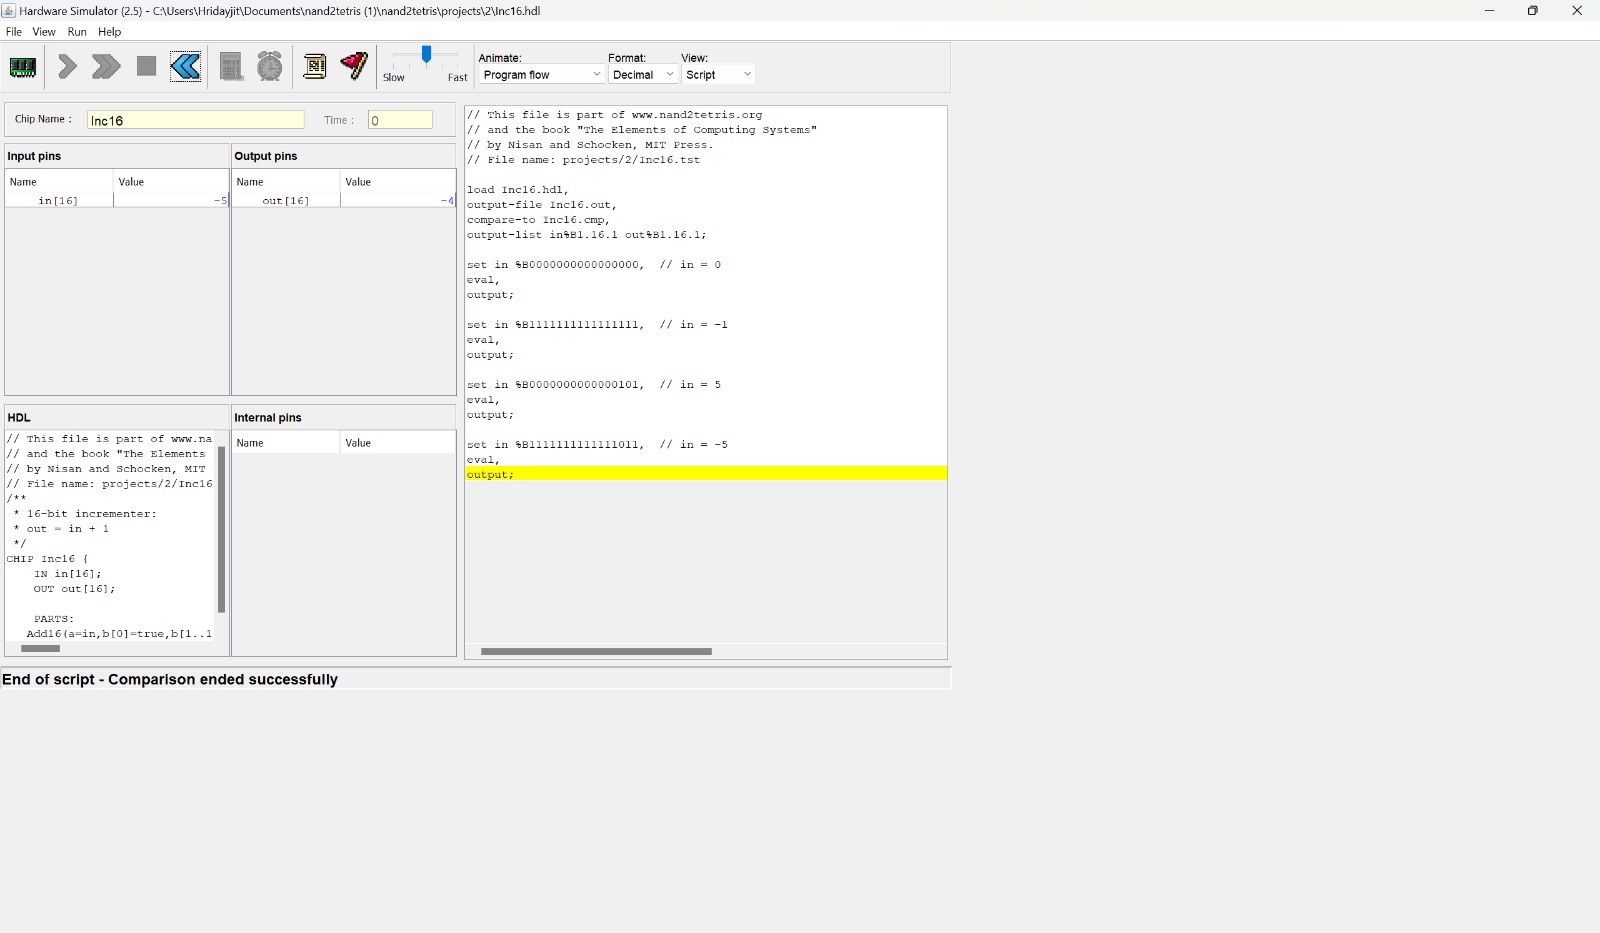 Hardware Simulator (2.5) - C:\Users\Hridayjit\Documents\nand2tetris (1)\nand2tetris\projects\2\Inc16.hdl
File View Run Help
Slow Fast
Animate:
Program flow
Format:
Decimal
View:
Script
Chip Name : Inc16 Time : 0
Input pins
Name Value
in[16] -5
Output pins
Name Value
out[16] -4
HDL
// This file is part of www.na
// and the book "The Elements
// by Nisan and Schocken, MIT
// File name: projects/2/Inc16
/**
* 16-bit incrementer:
* out = in + 1
*/
CHIP Inc16 {
IN in[16];
OUT out[16];
PARTS:
Add16(a=in,b[0]=true,b[1..1
Internal pins
Name Value
// This file is part of www.nand2tetris.org
// and the book "The Elements of Computing Systems"
// by Nisan and Schocken, MIT Press.
// File name: projects/2/Inc16.tst
load Inc16.hdl,
output-file Inc16.out,
compare-to Inc16.cmp,
output-list in%B1.16.1 out%B1.16.1;
set in %B0000000000000000, // in = 0
eval,
output;
set in %B1111111111111111, // in = -1
eval,
output;
set in %B0000000000000101, // in = 5
eval,
output;
set in %B1111111111111011, // in = -5
eval,
output;
End of script - Comparison ended successfully